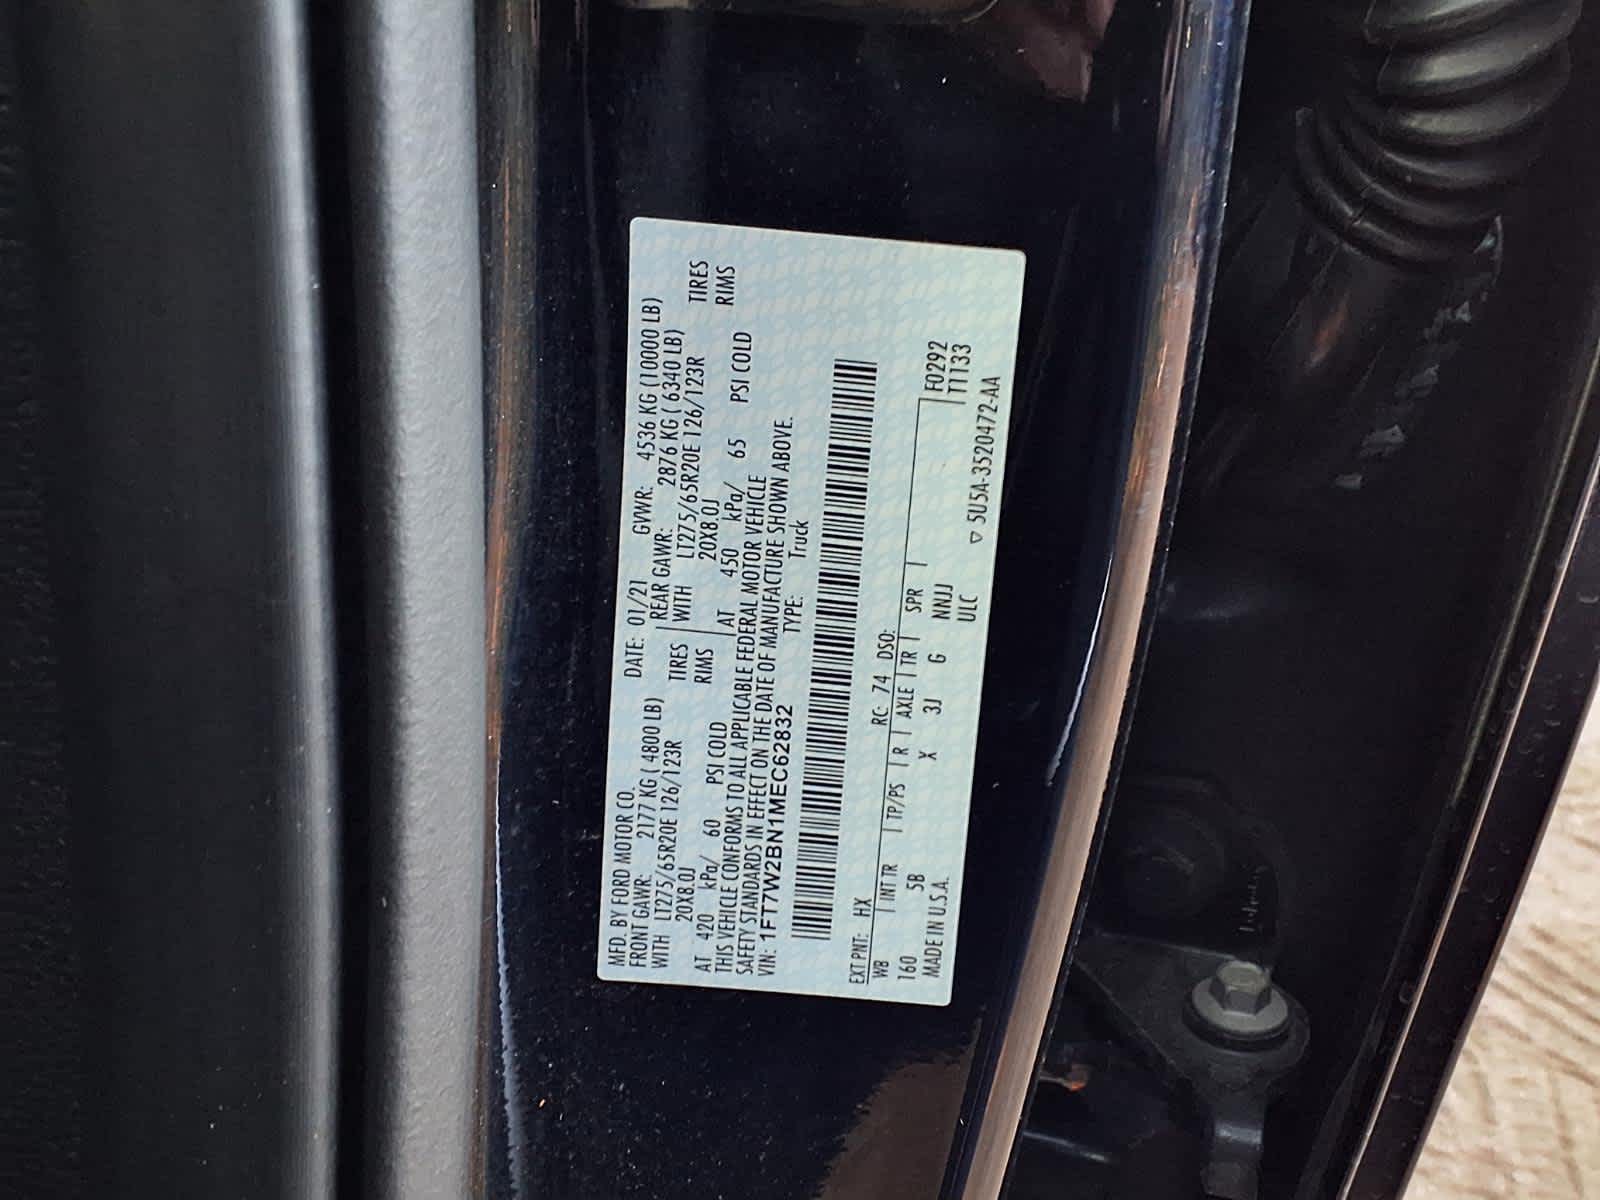 MFD. BY FORD MOTOR CO. DATE: 01/21 GVWR: 4536 KG (10000 LB)
FRONT GAWR: 2177 KG ( 4800 LB) REAR GAWR: 2876 KG ( 6340 LB)
WITH LT275/65R20E 126/123R TIRES WITH LT275/65R20E 126/123R TIRES
20X8.0J RIMS 20X8.0J RIMS
AT 420 kPa/ 60 PSI COLD AT 450 kPa/ 65 PSI COLD
THIS VEHICLE CONFORMS TO ALL APPLICABLE FEDERAL MOTOR VEHICLE
SAFETY STANDARDS IN EFFECT ON THE DATE OF MANUFACTURE SHOWN ABOVE.
VIN: 1FT7W2BN1MEC62832 TYPE: Truck
EXT PNT: HX RC: 74 DSO: F0292
WB INT TR TP/PS R AXLE TR SPR TT133
160 5B X 3J G NNJJ
MADE IN U.S.A. ULC ▽ 5U5A-3520472-AA